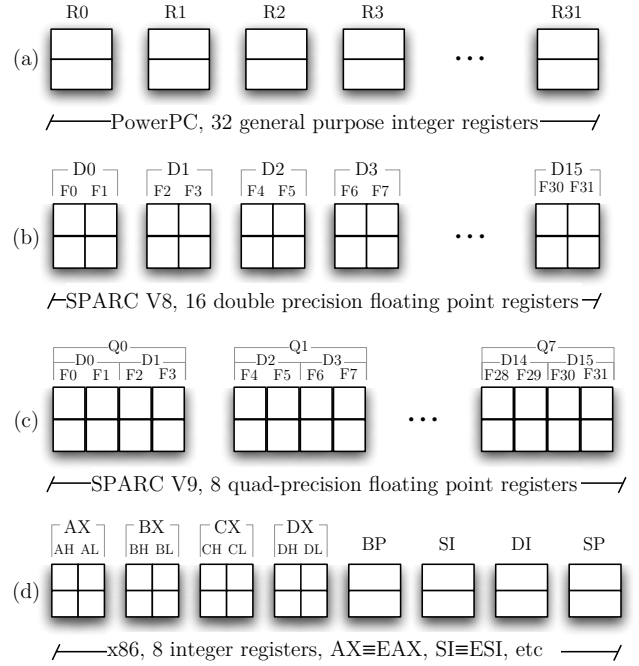 R0 R1 R2 R3 R31
(a) ...
PowerPC, 32 general purpose integer registers
D0 D1 D2 D3 D15
F0 F1 F2 F3 F4 F5 F6 F7 F30 F31
(b) ...
SPARC V8, 16 double precision floating point registers
Q0 Q1 Q7
D0 D1 D2 D3 D14 D15
F0 F1 F2 F3 F4 F5 F6 F7 F28 F29 F30 F31
(c) ...
SPARC V9, 8 quad-precision floating point registers
AX BX CX DX BP SI DI SP
AH AL BH BL CH CL DH DL
(d)
x86, 8 integer registers, AX≡EAX, SI≡ESI, etc